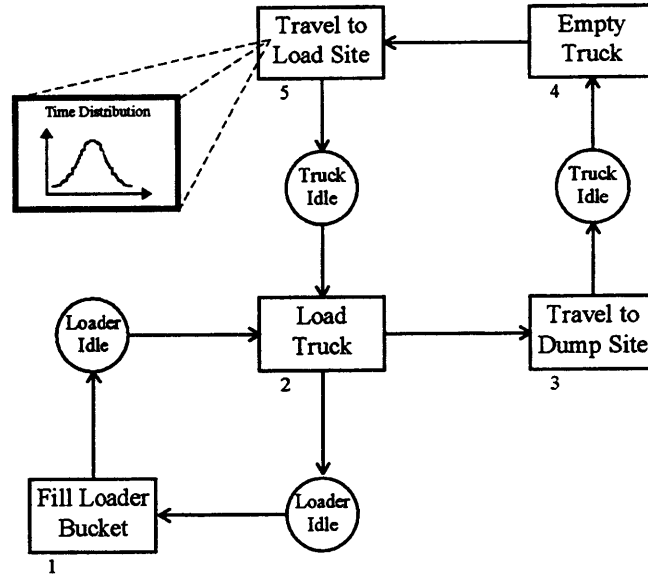 Travel to
Load Site
5
Empty
Truck
4
Time Distribution
Truck
Idle
Truck
Idle
Loader
Idle
Load
Truck
2
Travel to
Dump Site
3
Fill Loader
Bucket
1
Loader
Idle